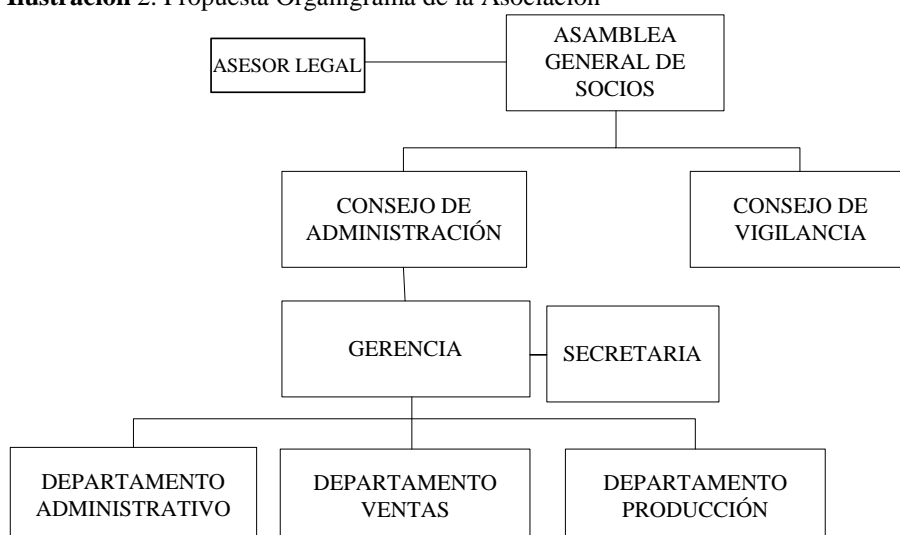 Ilustración 2. Propuesta Organigrama de la Asociación
ASAMBLEA
GENERAL DE
SOCIOS
ASESOR LEGAL
CONSEJO DE
ADMINISTRACIÓN
CONSEJO DE
VIGILANCIA
GERENCIA
SECRETARIA
DEPARTAMENTO
ADMINISTRATIVO
DEPARTAMENTO
VENTAS
DEPARTAMENTO
PRODUCCIÓN